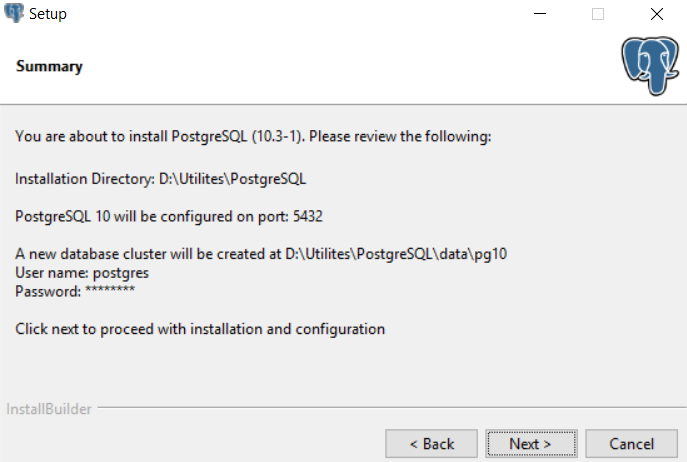 Setup
Summary
You are about to install PostgreSQL (10.3-1). Please review the following:
Installation Directory: D:\Utilites\PostgreSQL
PostgreSQL 10 will be configured on port: 5432
A new database cluster will be created at D:\Utilites\PostgreSQL\data\pg10
User name: postgres
Password: ********
Click next to proceed with installation and configuration
InstallBuilder
< Back
Next >
Cancel